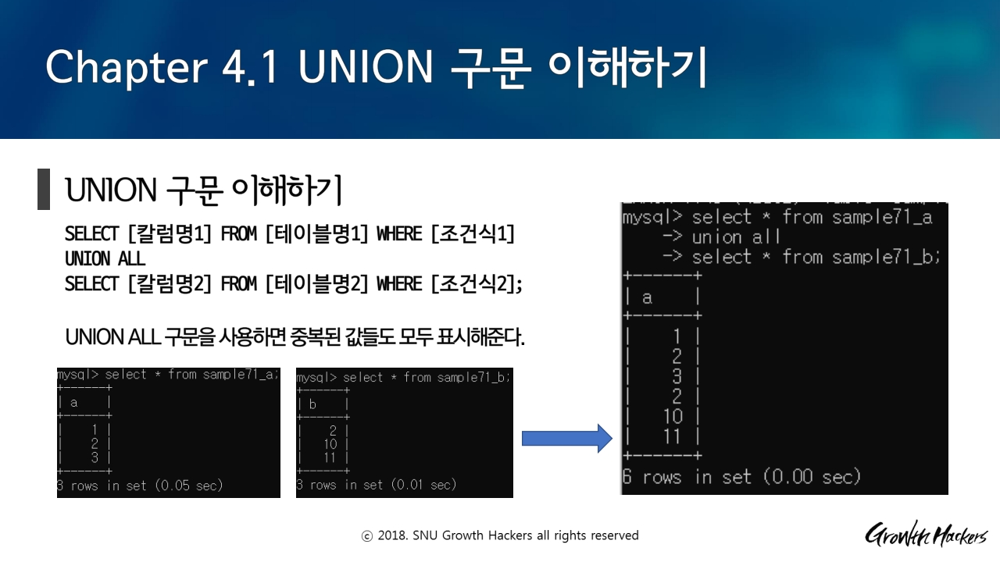 Chapter 4.1 UNION 구문 이해하기
UNION 구문 이해하기
SELECT [칼럼명1] FROM [테이블명1] WHERE [조건식1]
UNION ALL
SELECT [칼럼명2] FROM [테이블명2] WHERE [조건식2];
UNION ALL 구문을 사용하면 중복된 값들도 모두 표시해준다.
mysql> select * from sample71_a;
+------+
| a    |
+------+
|    1 |
|    2 |
|    3 |
+------+
3 rows in set (0.05 sec)
mysql> select * from sample71_b;
+------+
| b    |
+------+
|    2 |
|   10 |
|   11 |
+------+
3 rows in set (0.01 sec)
mysql> select * from sample71_a
    -> union all
    -> select * from sample71_b;
+------+
| a    |
+------+
|    1 |
|    2 |
|    3 |
|    2 |
|   10 |
|   11 |
+------+
6 rows in set (0.00 sec)
ⓒ 2018. SNU Growth Hackers all rights reserved
Growth Hackers